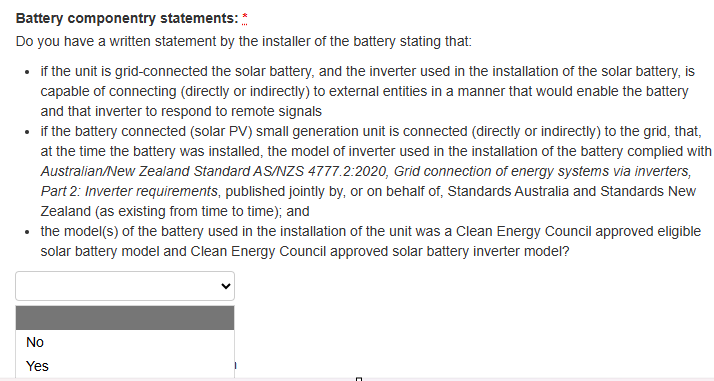 Battery componentry statements: *
Do you have a written statement by the installer of the battery stating that:
• if the unit is grid-connected the solar battery, and the inverter used in the installation of the solar battery, is
capable of connecting (directly or indirectly) to external entities in a manner that would enable the battery
and that inverter to respond to remote signals
• if the battery connected (solar PV) small generation unit is connected (directly or indirectly) to the grid, that,
at the time the battery was installed, the model of inverter used in the installation of the battery complied with
Australian/New Zealand Standard AS/NZS 4777.2:2020, Grid connection of energy systems via inverters,
Part 2: Inverter requirements, published jointly by, or on behalf of, Standards Australia and Standards New
Zealand (as existing from time to time); and
• the model(s) of the battery used in the installation of the unit was a Clean Energy Council approved eligible
solar battery model and Clean Energy Council approved solar battery inverter model?
No
Yes